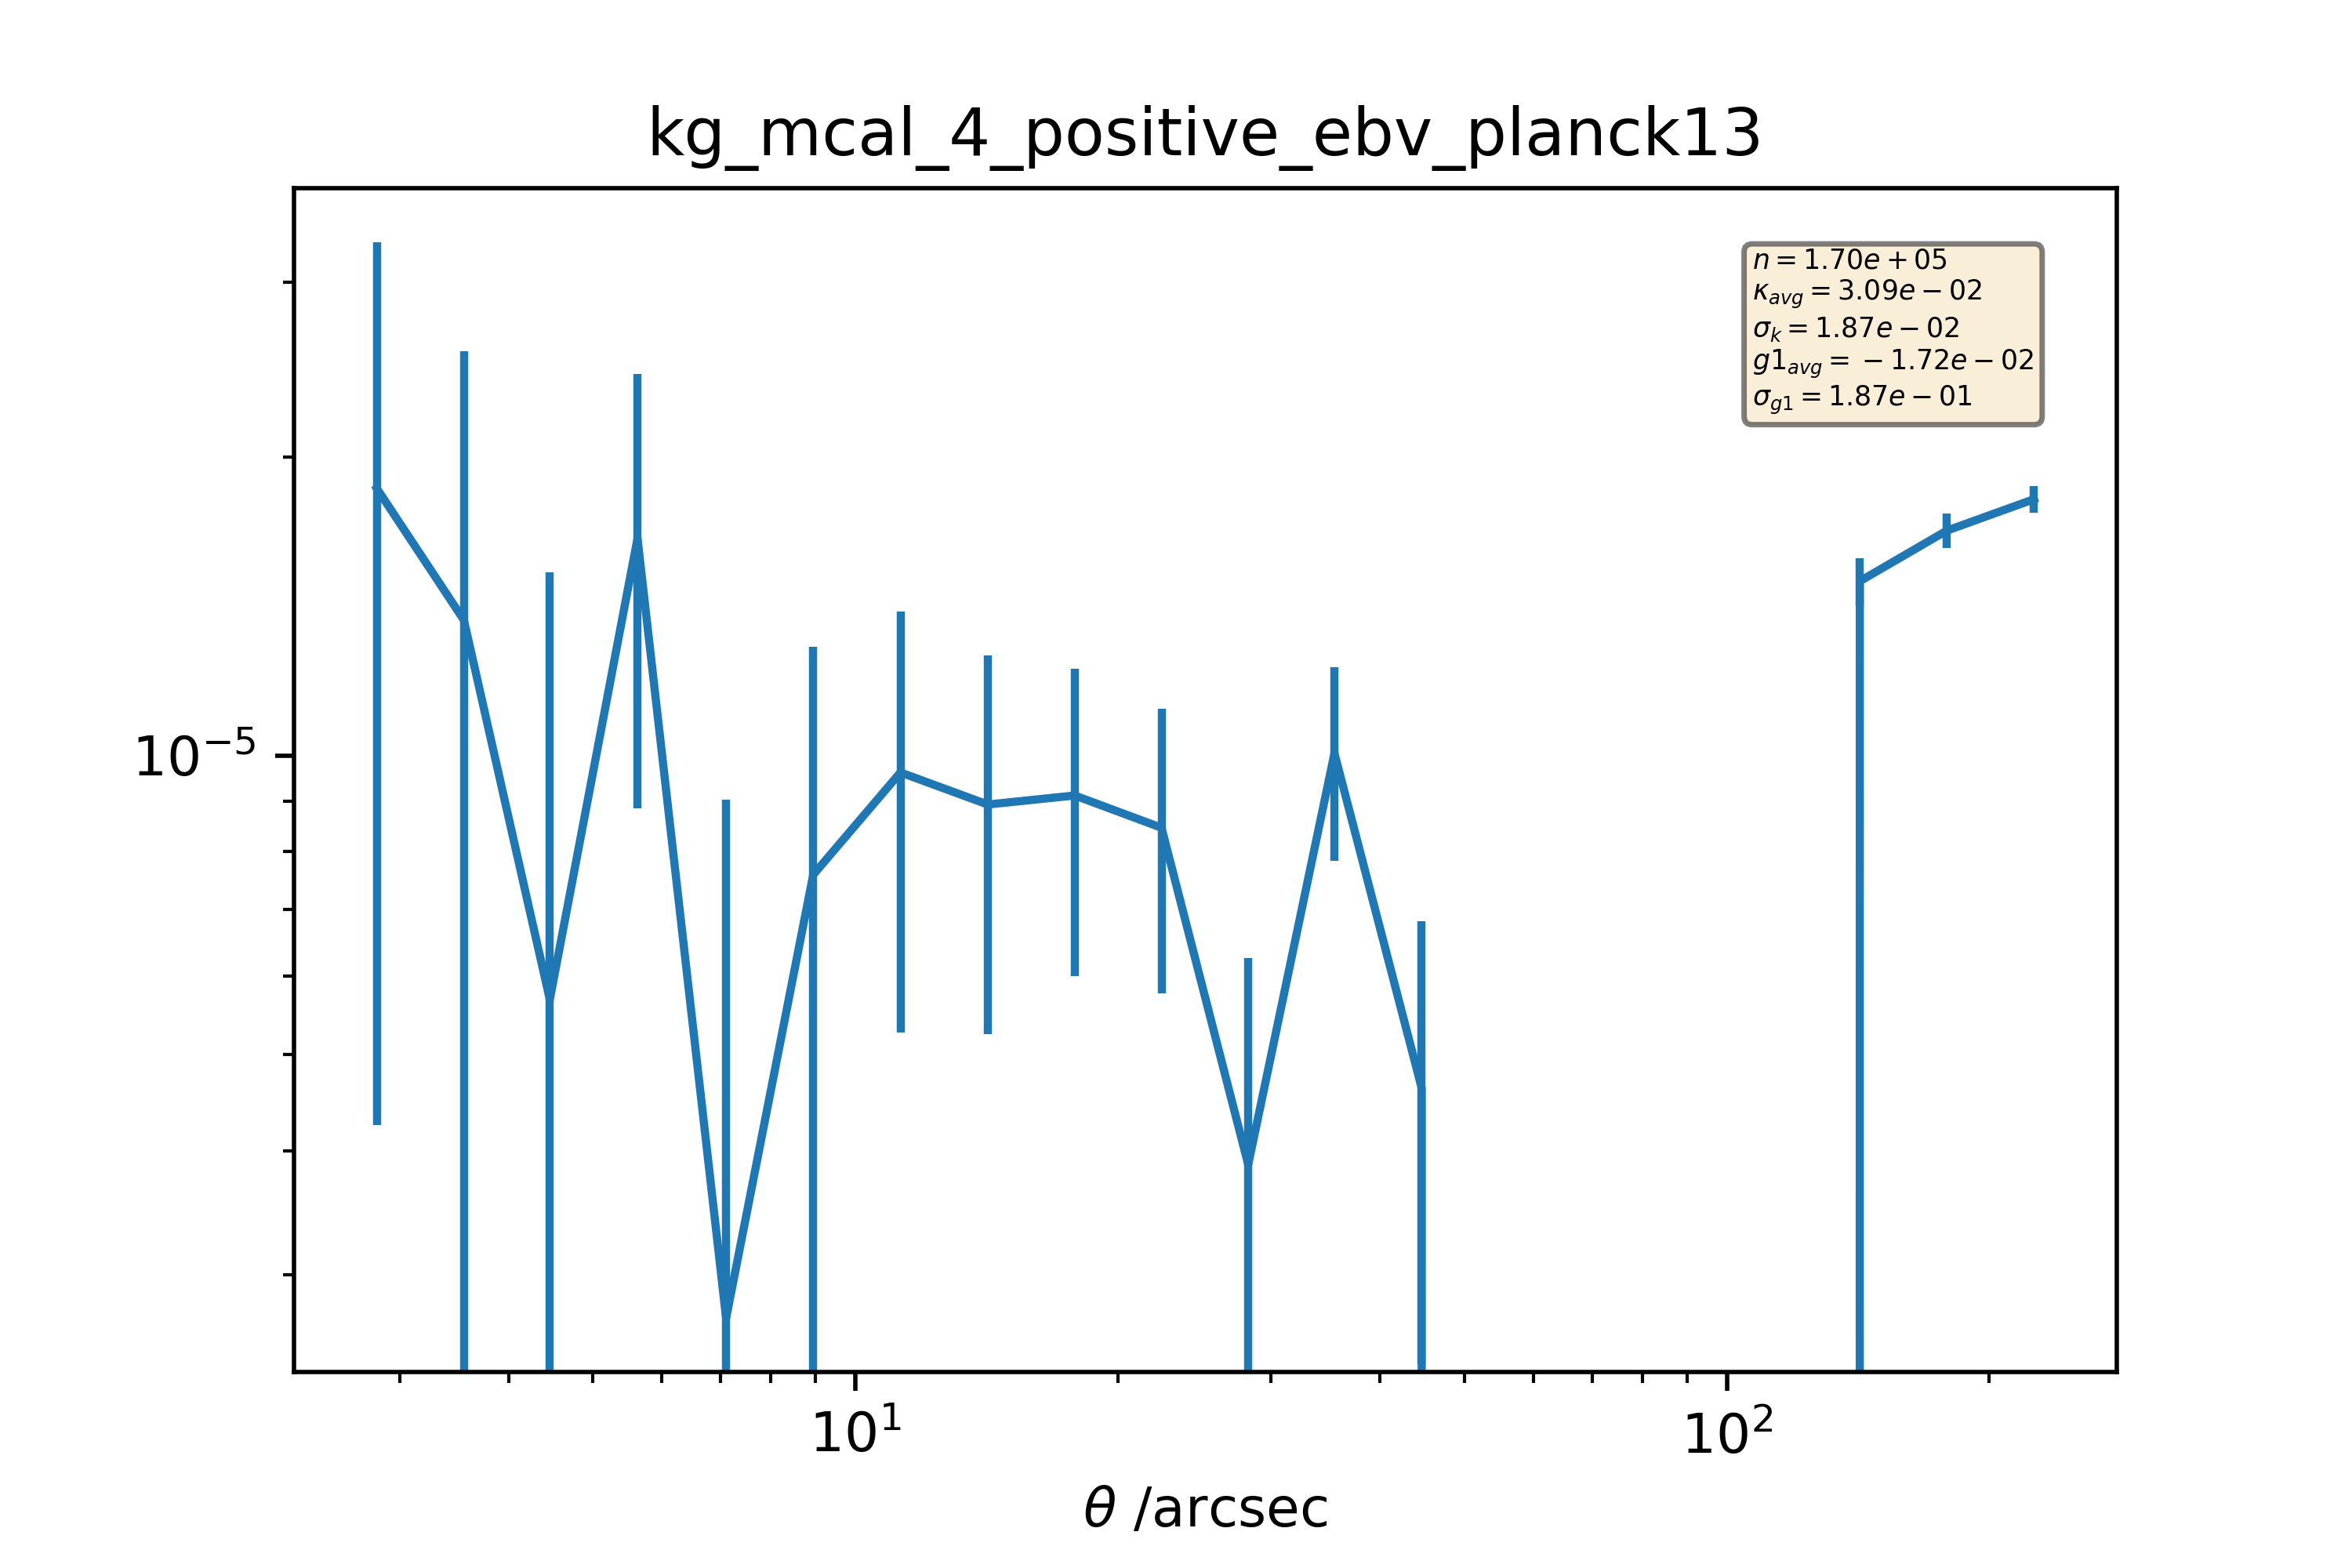 kg_mcal_4_positive_ebv_planck13
n = 1.70e + 05
κ_avg = 3.09e − 02
σ_k = 1.87e − 02
g1_avg = − 1.72e − 02
σ_g1 = 1.87e − 01
10⁻⁵
10¹ 10²
θ /arcsec